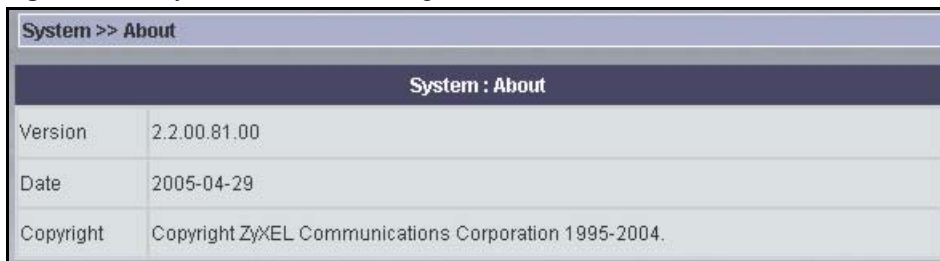 System >> About
System : About
Version 2.2.00.81.00
Date 2005-04-29
Copyright Copyright ZyXEL Communications Corporation 1995-2004.